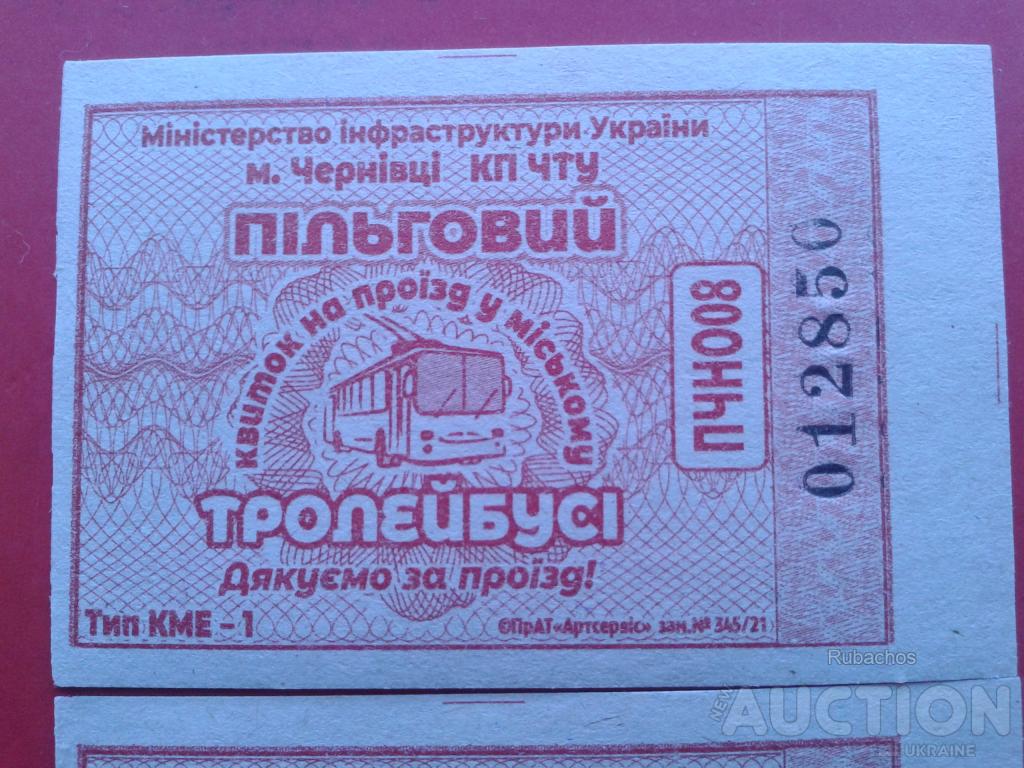 Міністерство інфраструктури України
м. Чернівці КП ЧТУ
ПІЛЬГОВИЙ
квиток на проїзд у міському
ТРОЛЕЙБУСІ
Дякуємо за проїзд!
Тип КМЕ - 1
©ПрАТ«Артсервіс» зам.№ 345/21
ПЧН008
012850
Rubachos
NEW
AUCTION
UKRAINE